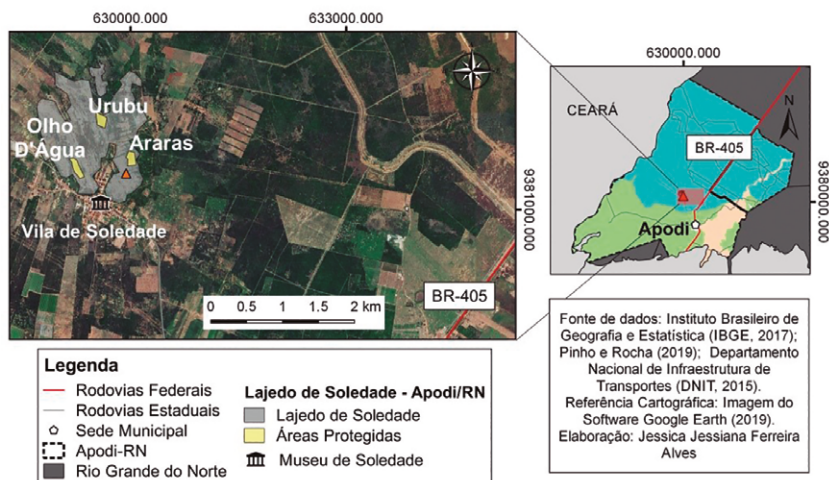 630000.000
633000.000
Urubu
Olho
D'Água
Araras
Vila de Soledade
9381000.000
0 0.5 1 1.5 2 km
BR-405
630000.000
CEARÁ
N
BR-405
Apodi
9380000.000
Legenda
Rodovias Federais
Rodovias Estaduais
Sede Municipal
Apodi-RN
Rio Grande do Norte
Lajedo de Soledade - Apodi/RN
Lajedo de Soledade
Áreas Protegidas
Museu de Soledade
Fonte de dados: Instituto Brasileiro de
Geografia e Estatística (IBGE, 2017);
Pinho e Rocha (2019); Departamento
Nacional de Infraestrutura de
Transportes (DNIT, 2015).
Referência Cartográfica: Imagem do
Software Google Earth (2019).
Elaboração: Jessica Jessiana Ferreira
Alves